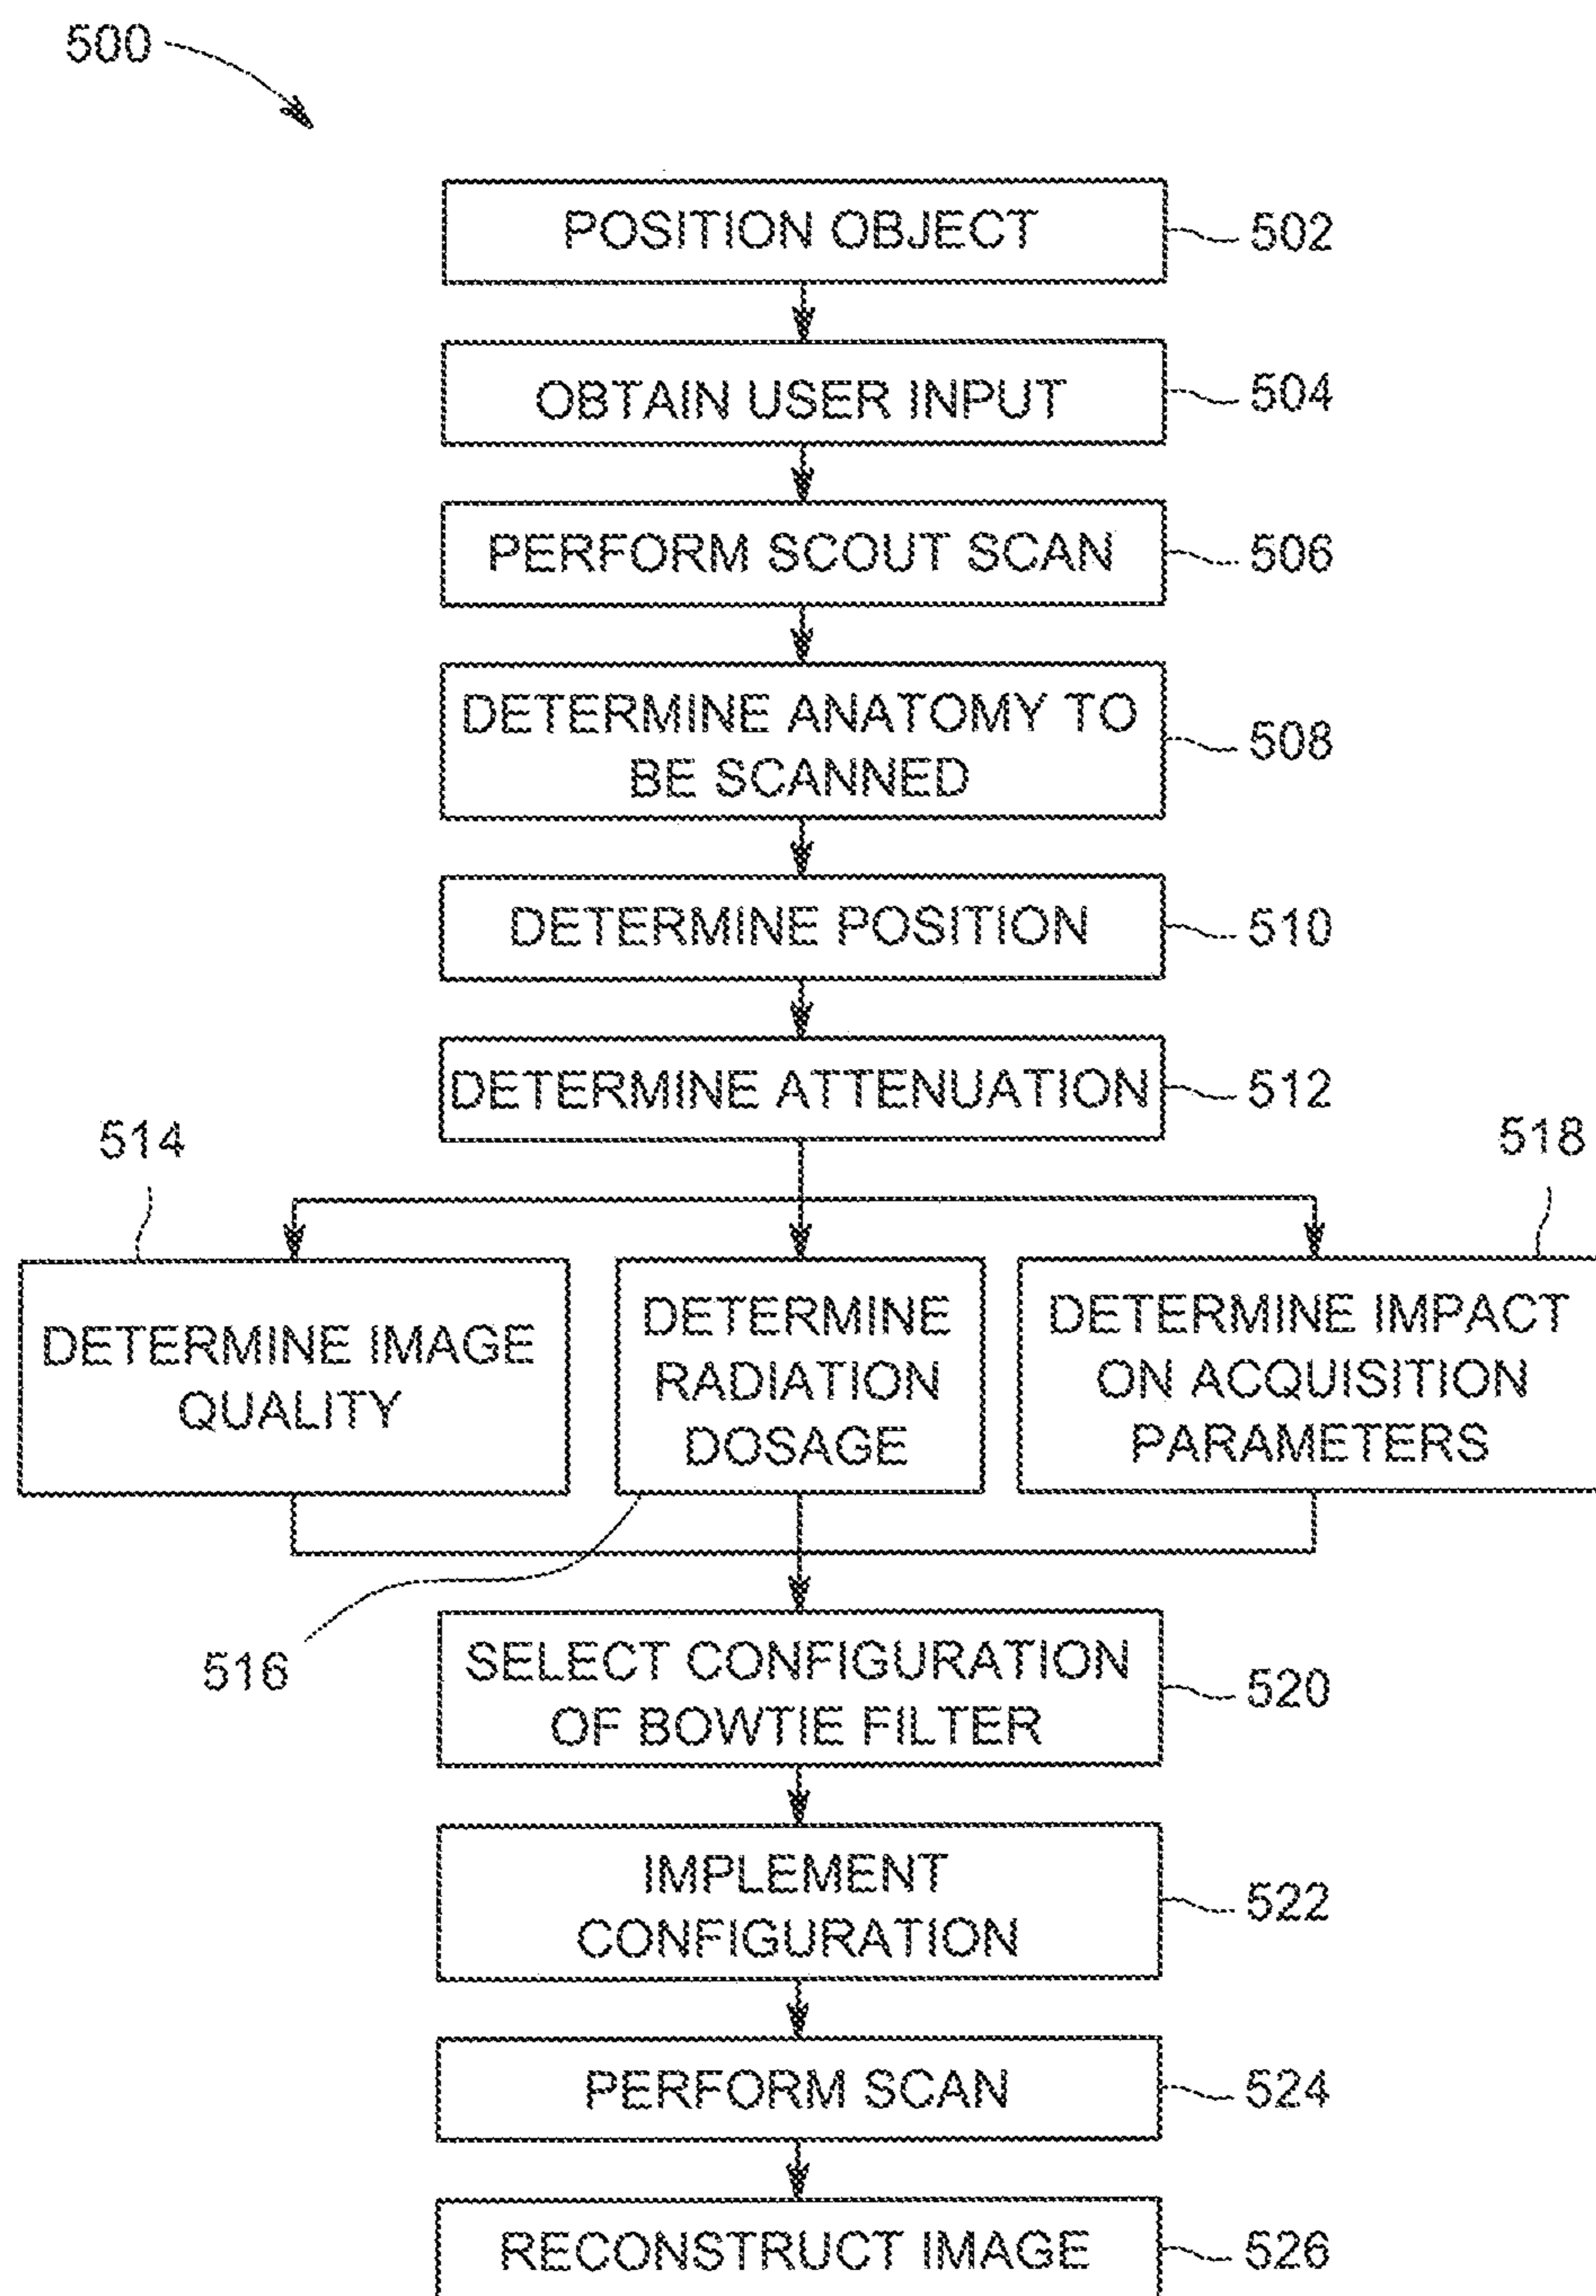 500
POSITION OBJECT
502
OBTAIN USER INPUT
504
PERFORM SCOUT SCAN
506
DETERMINE ANATOMY TO
BE SCANNED
508
DETERMINE POSITION
510
DETERMINE ATTENUATION
512
514
518
DETERMINE IMAGE
QUALITY
DETERMINE
RADIATION
DOSAGE
DETERMINE IMPACT
ON ACQUISITION
PARAMETERS
516
SELECT CONFIGURATION
OF BOWTIE FILTER
520
IMPLEMENT
CONFIGURATION
522
PERFORM SCAN
524
RECONSTRUCT IMAGE
526